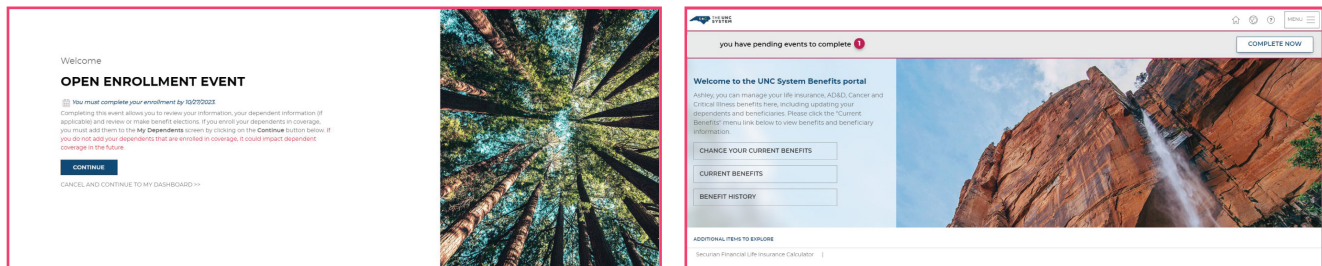 Welcome
OPEN ENROLLMENT EVENT
You must complete your enrollment by 10/27/2023.
Completing this event allows you to review your information, your dependent information (if
applicable) and review or make benefit elections. If you enroll your dependents in coverage,
you must add them to the My Dependents screen by clicking on the Continue button below. If
you do not add your dependents that are enrolled in coverage, it could impact dependent
coverage in the future.
CONTINUE
CANCEL AND CONTINUE TO MY DASHBOARD >>
UNC THE UNC
SYSTEM
MENU
you have pending events to complete 1
COMPLETE NOW
Welcome to the UNC System Benefits portal
Ashley, you can manage your life insurance, AD&D, Cancer and
Critical Illness benefits here, including updating your
dependents and beneficiaries. Please click the "Current
Benefits" menu link below to view benefits and beneficiary
information.
CHANGE YOUR CURRENT BENEFITS
CURRENT BENEFITS
BENEFIT HISTORY
ADDITIONAL ITEMS TO EXPLORE
Securian Financial Life Insurance Calculator |